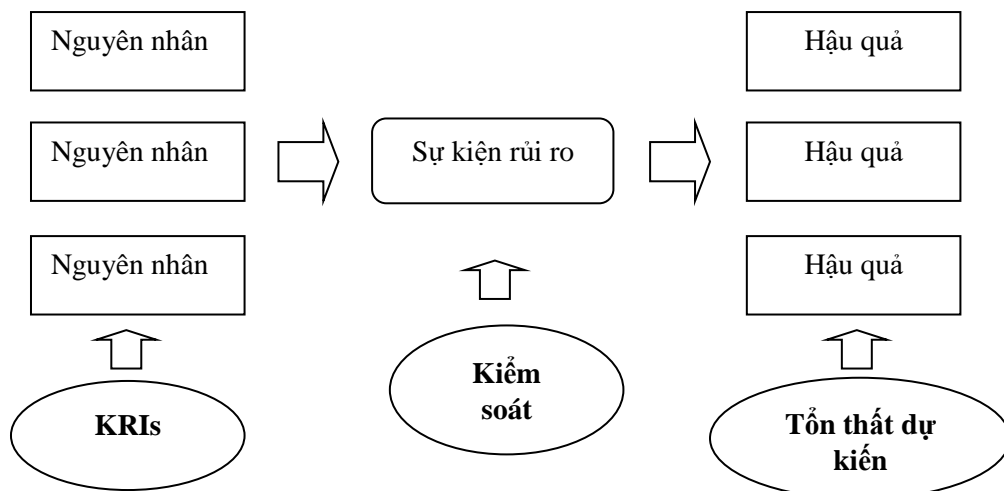 Nguyên nhân
Hậu quả
Nguyên nhân
Sự kiện rủi ro
Hậu quả
Nguyên nhân
Hậu quả
KRIs
Kiểm
soát
Tổn thất dự
kiến